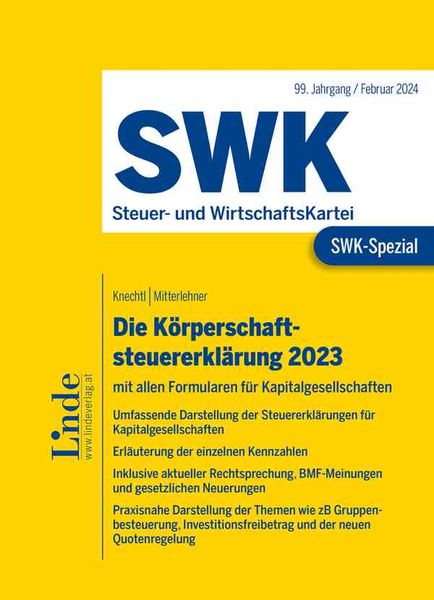 99. Jahrgang / Februar 2024
SWK
Steuer- und WirtschaftsKartei
SWK-Spezial
Knechtl | Mitterlehner
Die Körperschaft-
steuererklärung 2023
mit allen Formularen für Kapitalgesellschaften
Umfassende Darstellung der Steuererklärungen für
Kapitalgesellschaften
Erläuterung der einzelnen Kennzahlen
Inklusive aktueller Rechtsprechung, BMF-Meinungen
und gesetzlichen Neuerungen
Praxisnahe Darstellung der Themen wie zB Gruppen-
besteuerung, Investitionsfreibetrag und der neuen
Quotenregelung
Linde
www.lindeverlag.at